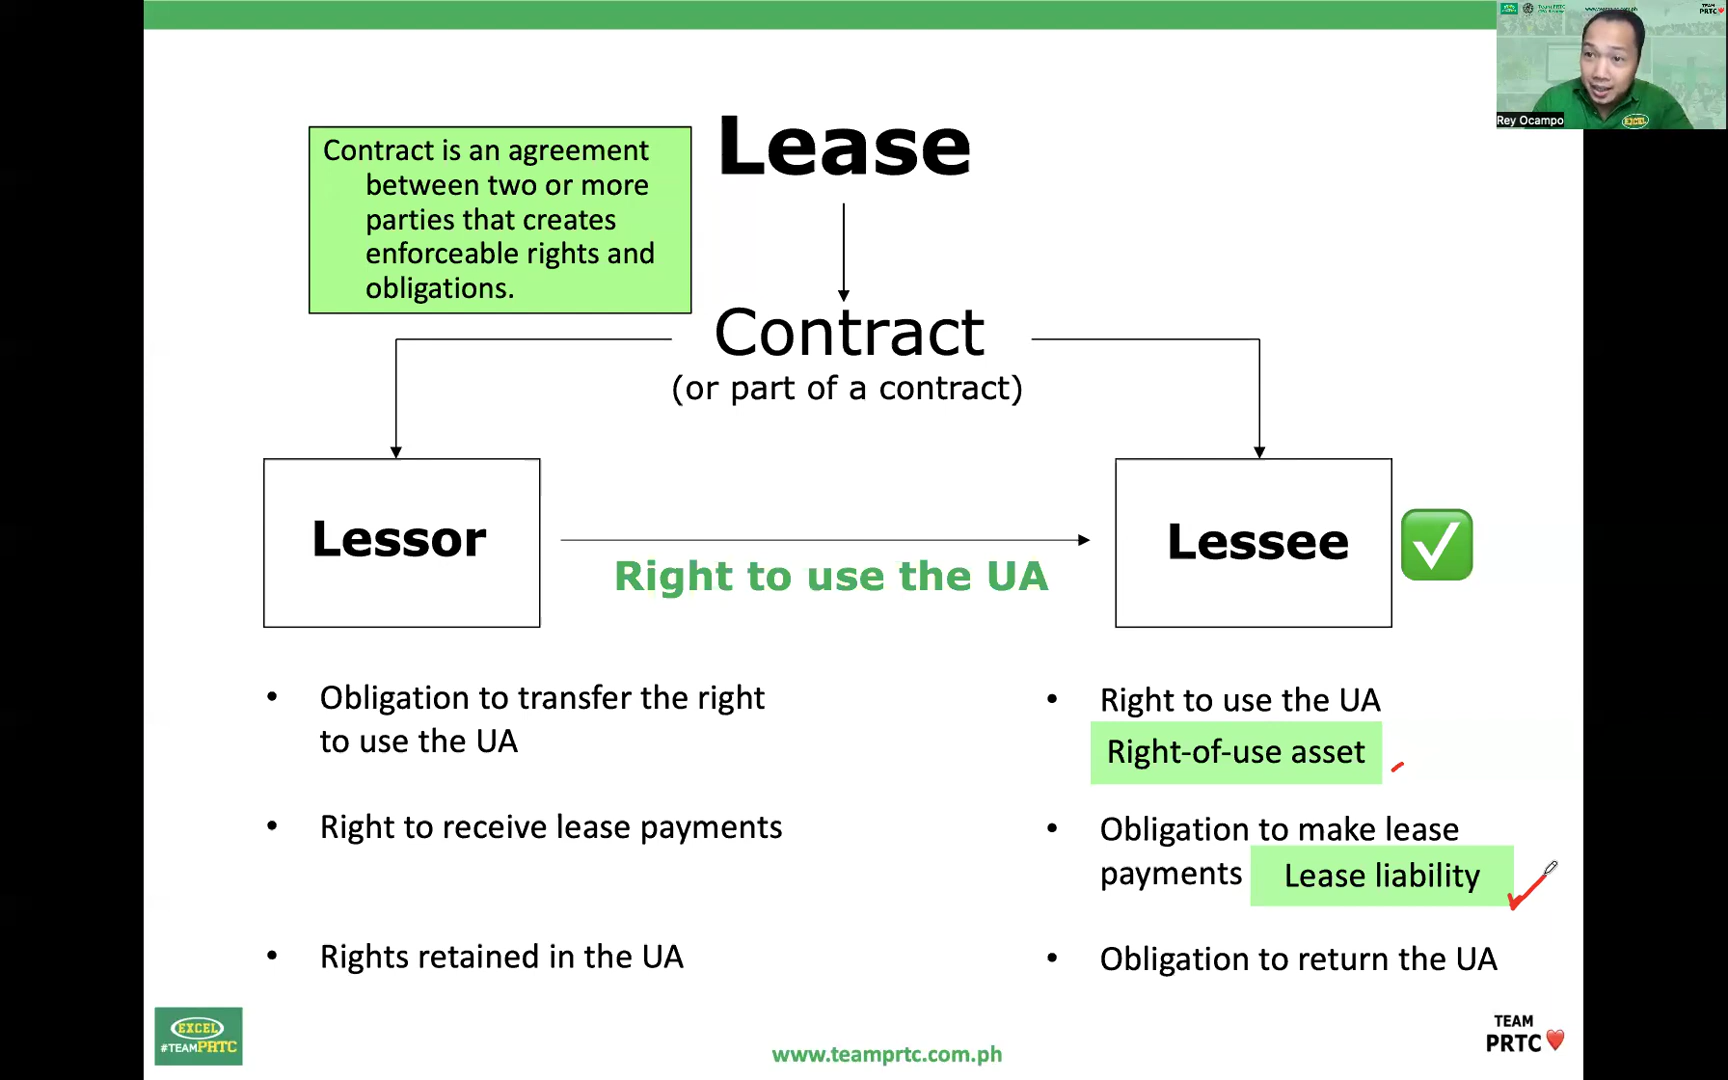 Lease
Contract is an agreement
between two or more
parties that creates
enforceable rights and
obligations.
Contract
(or part of a contract)
Lessor
Right to use the UA
Lessee
• Obligation to transfer the right
to use the UA
• Right to receive lease payments
• Rights retained in the UA
• Right to use the UA
Right-of-use asset
• Obligation to make lease
payments Lease liability
• Obligation to return the UA
EXCEL
#TEAMPRTC
www.teamprtc.com.ph
TEAM
PRTC
Rey Ocampo
EXCEL
TEAM
PRTC